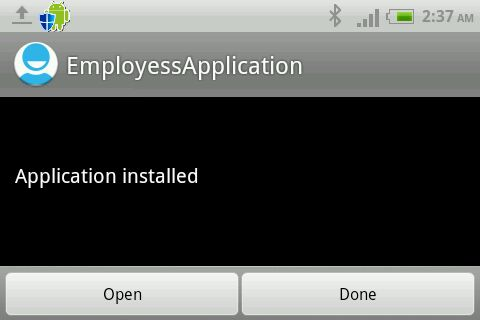 2:37 AM
EmployessApplication
Application installed
Open
Done